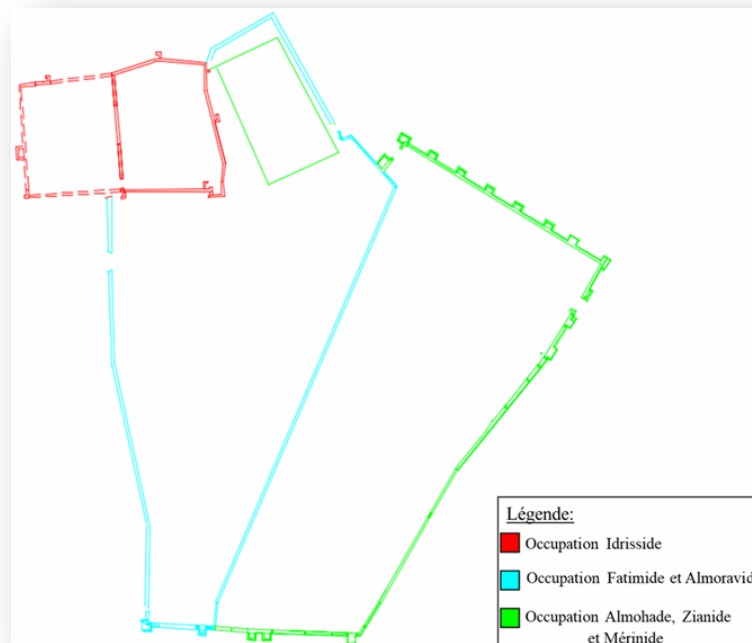 Légende:
Occupation Idrisside
Occupation Fatimide et Almoravid
Occupation Almohade, Zianide
et Mérinide